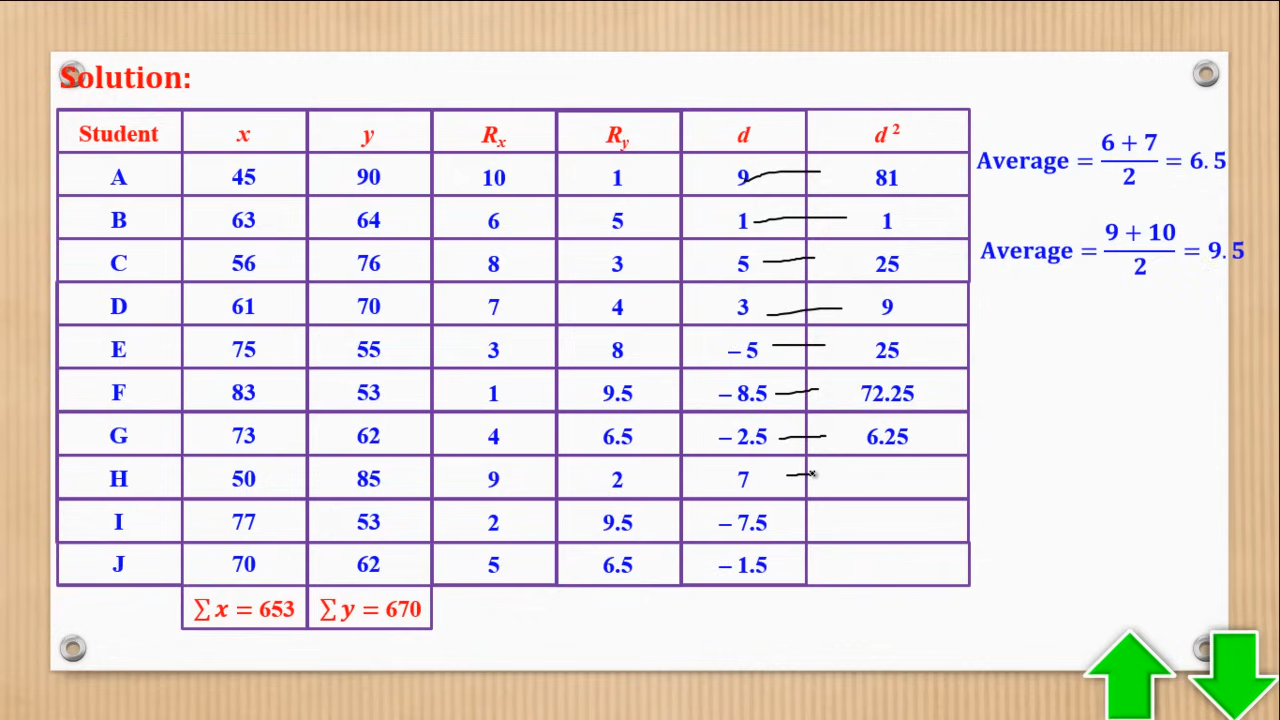 Solution:
Student x y Rₓ Rᵧ d d²
A 45 90 10 1 9 81
B 63 64 6 5 1 1
C 56 76 8 3 5 25
D 61 70 7 4 3 9
E 75 55 3 8 – 5 25
F 83 53 1 9.5 – 8.5 72.25
G 73 62 4 6.5 – 2.5 6.25
H 50 85 9 2 7
I 77 53 2 9.5 – 7.5
J 70 62 5 6.5 – 1.5
∑ x = 653 ∑ y = 670
Average = (6 + 7)/2 = 6.5
Average = (9 + 10)/2 = 9.5